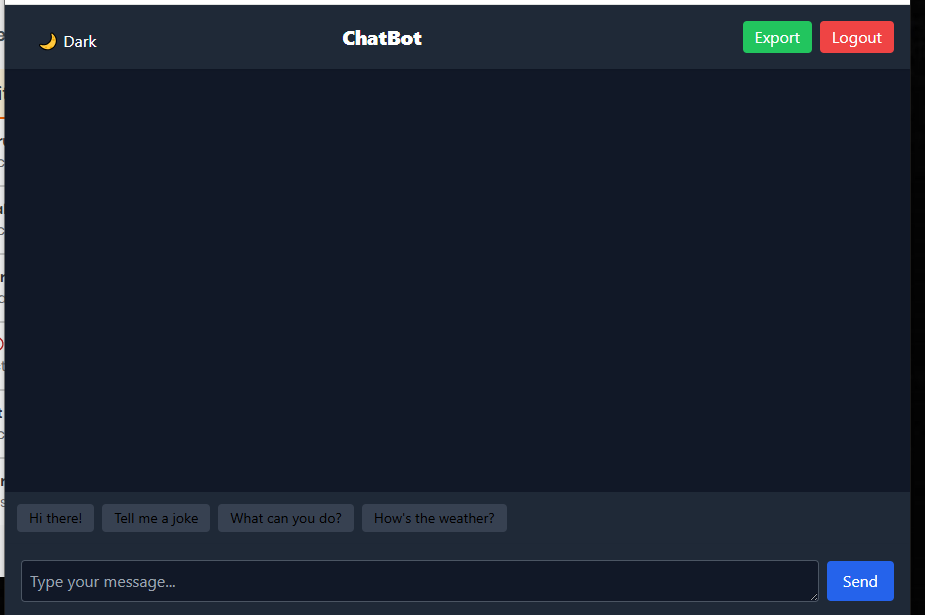 🌙 Dark
ChatBot
Export
Logout
Hi there!
Tell me a joke
What can you do?
How's the weather?
Type your message...
Send